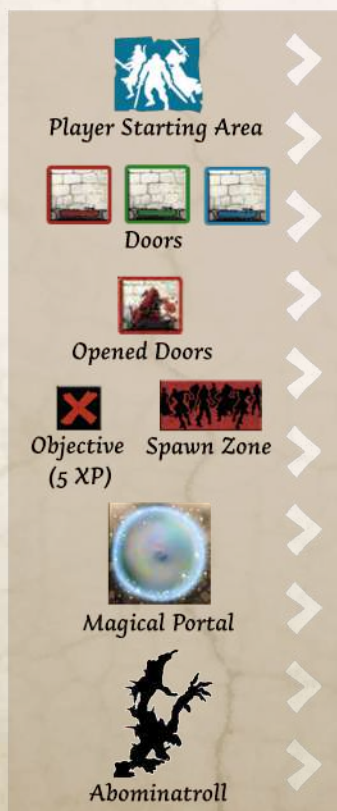 Player Starting Area
Doors
Opened Doors
Objective
(5 XP)
Spawn Zone
Magical Portal
Abominatroll